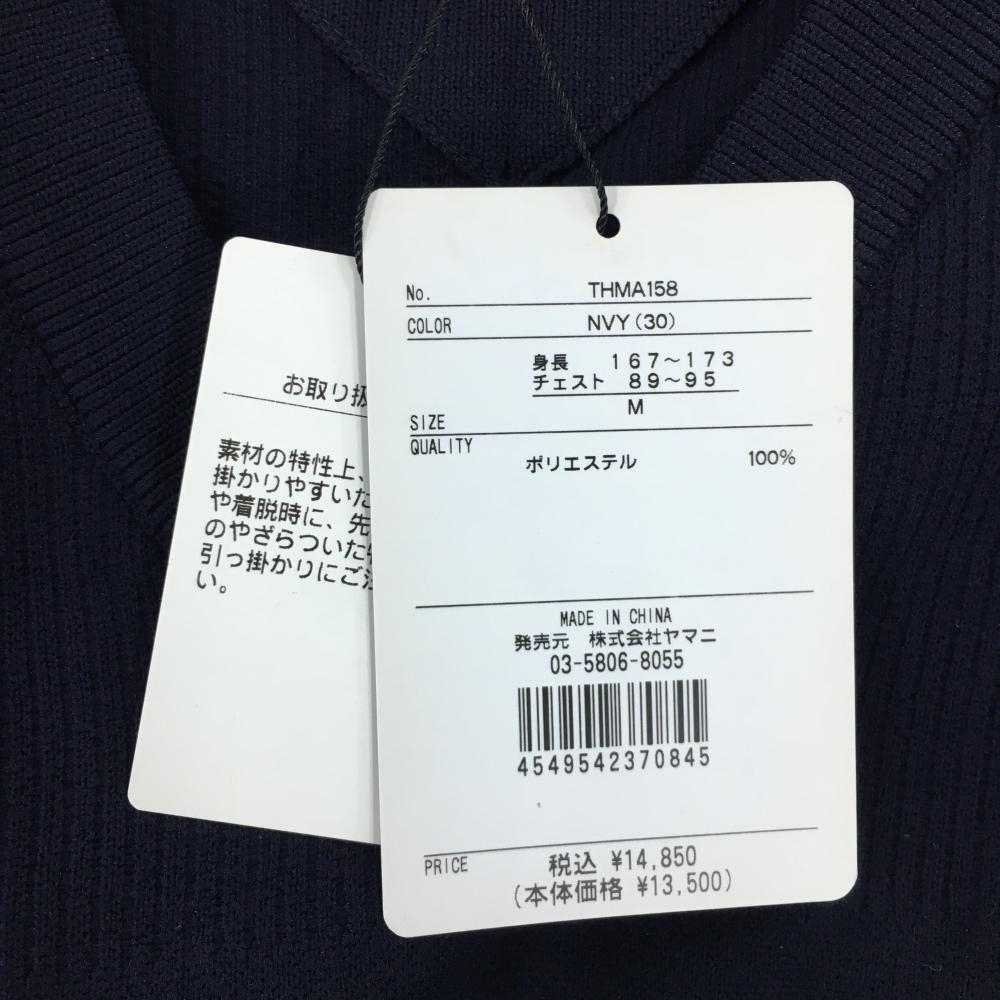 No. THMA158
COLOR NVY(30)
身長 167～173
チェスト 89～95
SIZE M
QUALITY
ポリエステル 100%
MADE IN CHINA
発売元 株式会社ヤマニ
03-5806-8055
4549542370845
PRICE 税込 ¥14,850
(本体価格 ¥13,500)
お取り扱
素材の特性上、
掛かりやすいた
や着脱時に、先
のやざらついた
引っ掛かりにご
い。